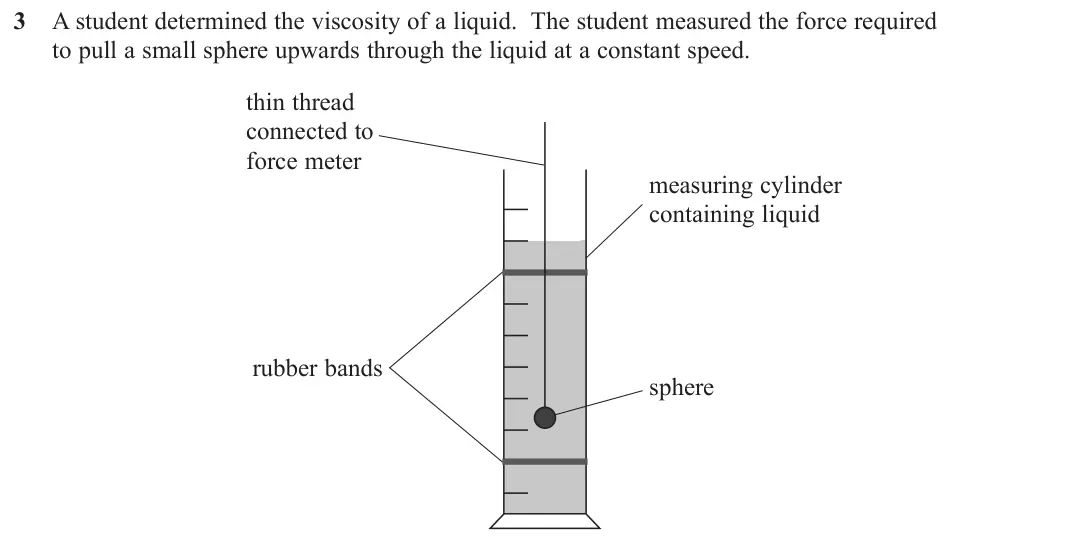 3 A student determined the viscosity of a liquid. The student measured the force required
to pull a small sphere upwards through the liquid at a constant speed.
thin thread
connected to
force meter
measuring cylinder
containing liquid
rubber bands
sphere